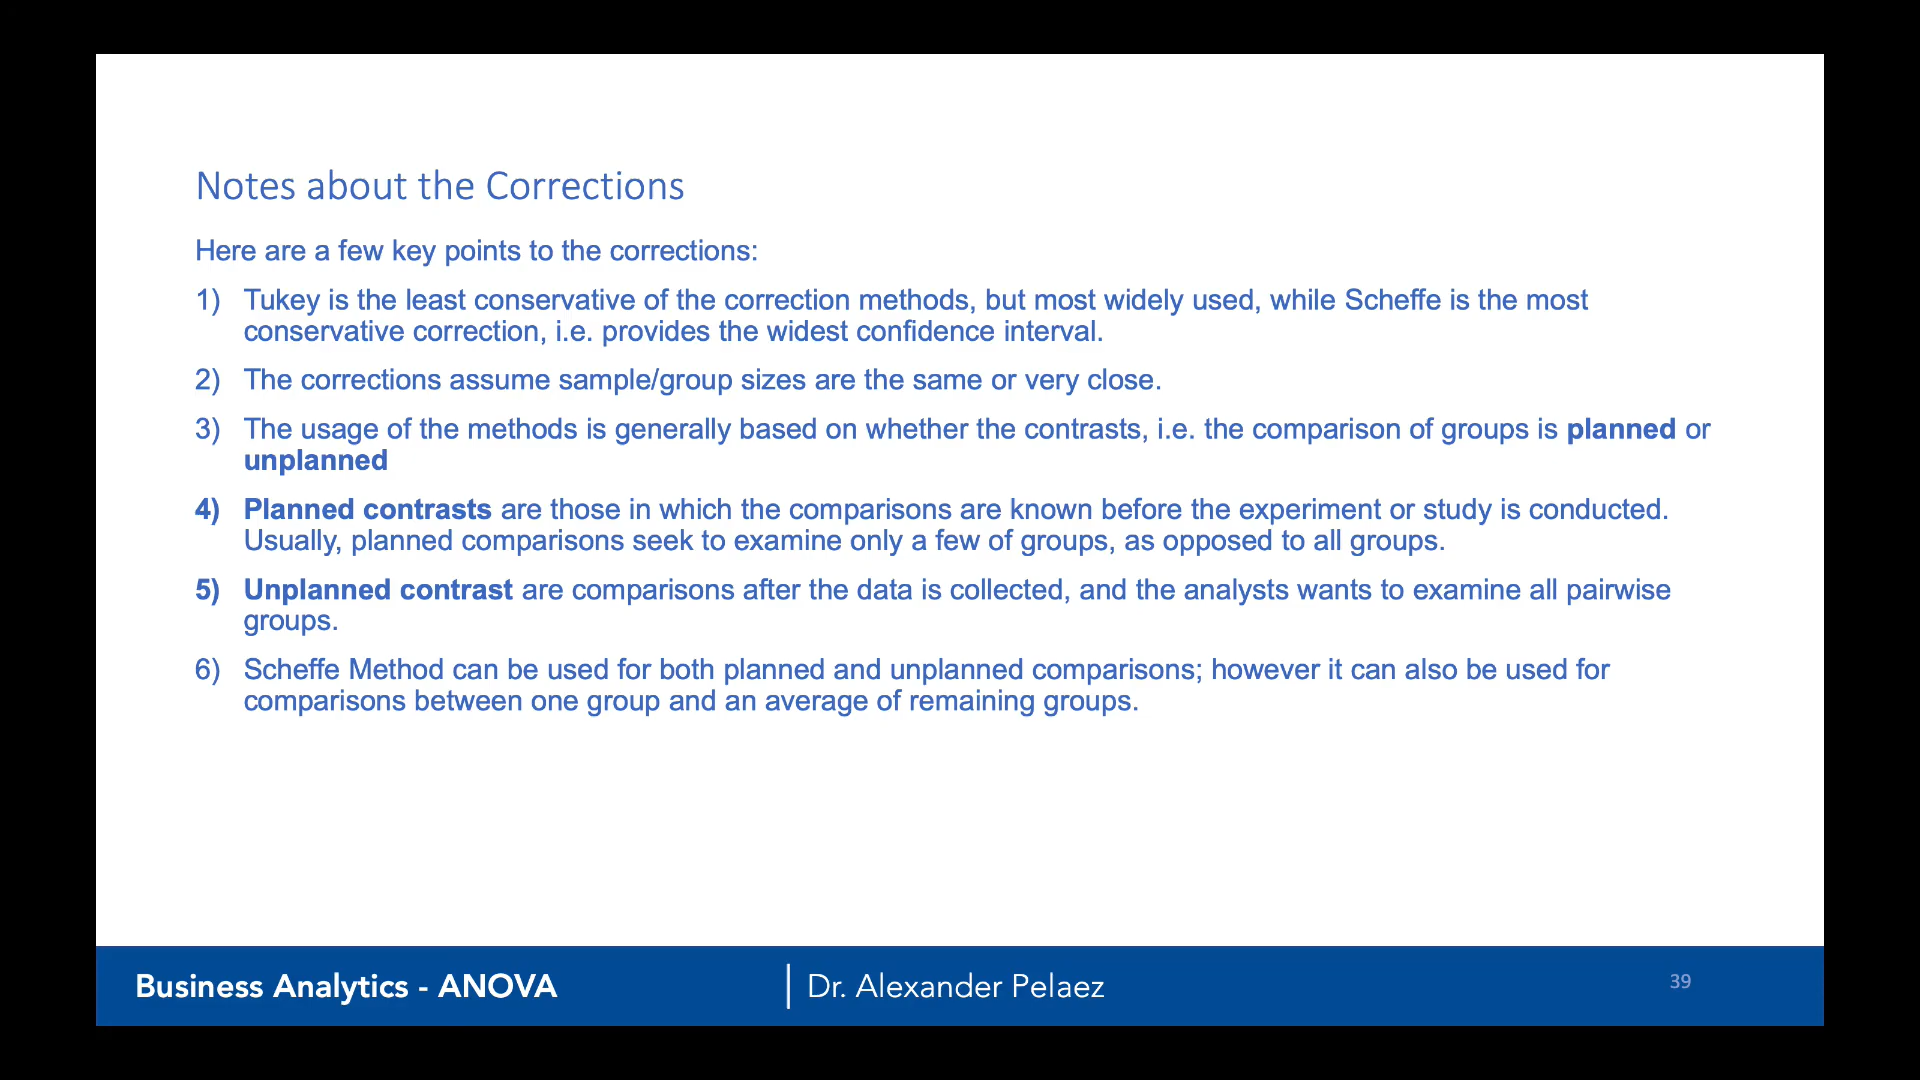 Notes about the Corrections
Here are a few key points to the corrections:
1) Tukey is the least conservative of the correction methods, but most widely used, while Scheffe is the most
conservative correction, i.e. provides the widest confidence interval.
2) The corrections assume sample/group sizes are the same or very close.
3) The usage of the methods is generally based on whether the contrasts, i.e. the comparison of groups is planned or
unplanned
4) Planned contrasts are those in which the comparisons are known before the experiment or study is conducted.
Usually, planned comparisons seek to examine only a few of groups, as opposed to all groups.
5) Unplanned contrast are comparisons after the data is collected, and the analysts wants to examine all pairwise
groups.
6) Scheffe Method can be used for both planned and unplanned comparisons; however it can also be used for
comparisons between one group and an average of remaining groups.
Business Analytics - ANOVA | Dr. Alexander Pelaez 39